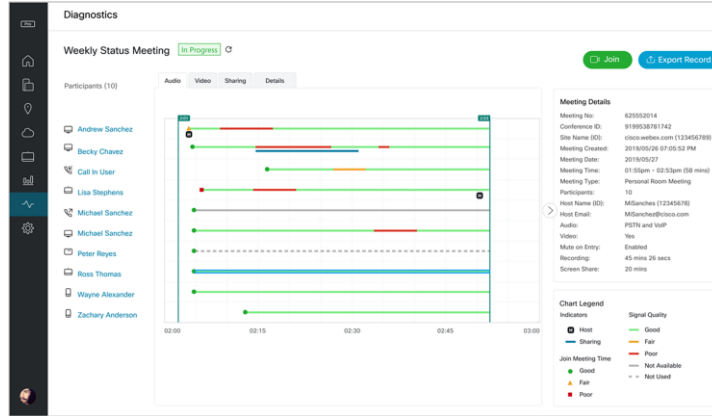 Diagnostics
Pro
Weekly Status Meeting In Progress
Join Export Record
Participants (10)
Audio Video Sharing Details
Andrew Sanchez
Becky Chavez
Call In User
Lisa Stephens
Michael Sanchez
Michael Sanchez
Peter Reyes
Ross Thomas
Wayne Alexander
Zachary Anderson
H
H
02:00 02:15 02:30 02:45 03:00
Meeting Details
Meeting No: 625552014
Conference ID: 9199538761742
Site Name (ID): cisco.webex.com (123456789)
Meeting Created: 2019/05/26 07:05:52 PM
Meeting Date: 2019/05/27
Meeting Time: 01:55pm - 02:53pm (58 mins)
Meeting Type: Personal Room Meeting
Participants: 10
Host Name (ID): MiSanches (12345678)
Host Email: MiSanchez@cisco.com
Audio: PSTN and VoIP
Video: Yes
Mute on Entry: Enabled
Recording: 45 mins 26 secs
Screen Share: 20 mins
Chart Legend
Indicators
H Host
Sharing
Join Meeting Time
Good
Fair
Poor
Signal Quality
Good
Fair
Poor
Not Available
Not Used